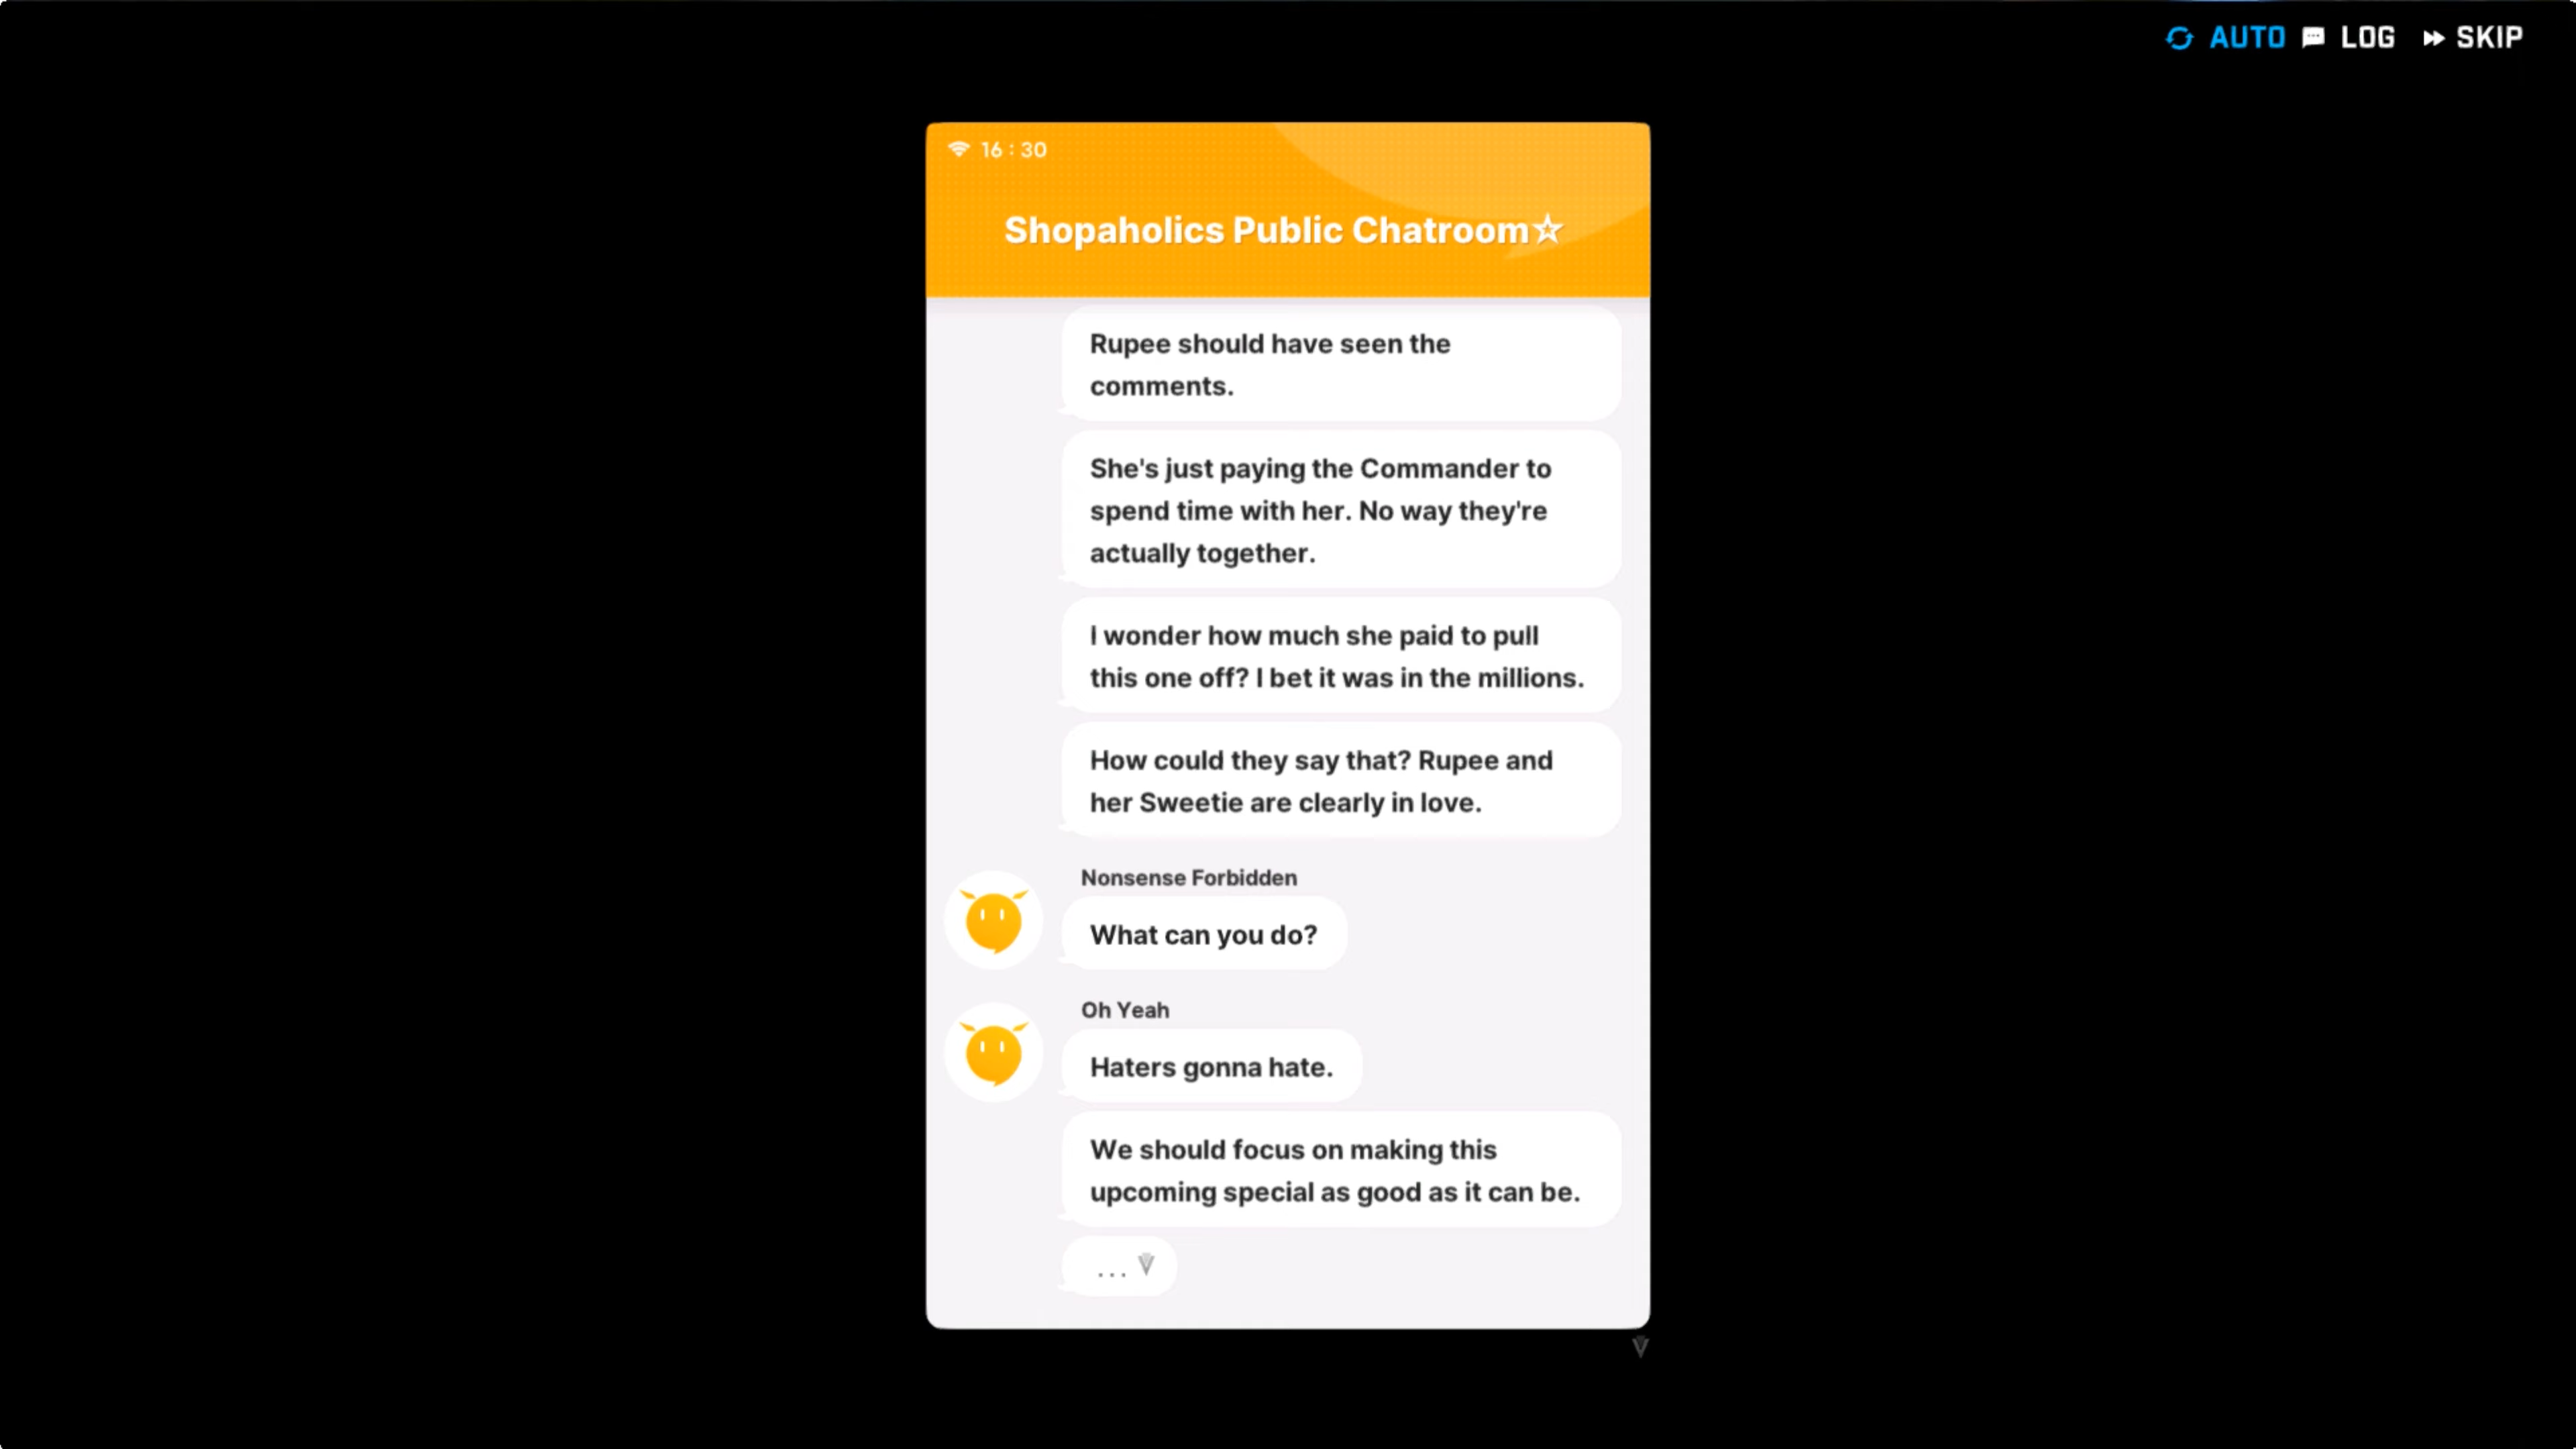 AUTO LOG SKIP
16 : 30
Shopaholics Public Chatroom☆
Rupee should have seen the
comments.
She's just paying the Commander to
spend time with her. No way they're
actually together.
I wonder how much she paid to pull
this one off? I bet it was in the millions.
How could they say that? Rupee and
her Sweetie are clearly in love.
Nonsense Forbidden
What can you do?
Oh Yeah
Haters gonna hate.
We should focus on making this
upcoming special as good as it can be.
...